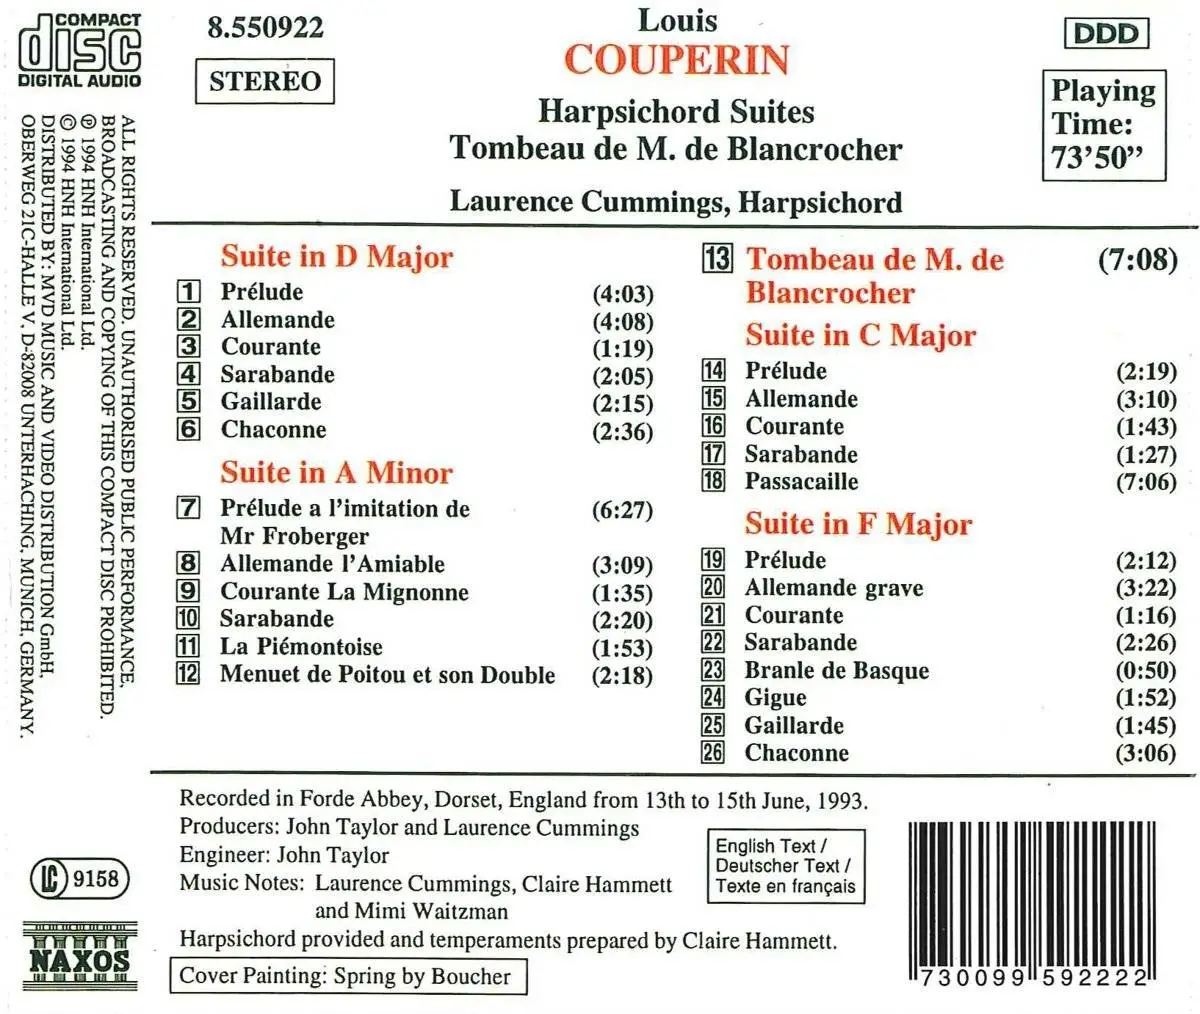 COMPACT
disc
DIGITAL AUDIO
8.550922
STEREO
Louis
COUPERIN
Harpsichord Suites
Tombeau de M. de Blancrocher
Laurence Cummings, Harpsichord
DDD
Playing
Time:
73’50”
ALL RIGHTS RESERVED. UNAUTHORISED PUBLIC PERFORMANCE,
BROADCASTING AND COPYING OF THIS COMPACT DISC PROHIBITED.
℗ 1994 HNH International Ltd.
© 1994 HNH International Ltd.
DISTRIBUTED BY: MVD MUSIC AND VIDEO DISTRIBUTION GmbH,
OBERWEG 21C-HALLE V, D-82008 UNTERHACHING, MUNICH, GERMANY.
Suite in D Major
1 Prélude (4:03)
2 Allemande (4:08)
3 Courante (1:19)
4 Sarabande (2:05)
5 Gaillarde (2:15)
6 Chaconne (2:36)
Suite in A Minor
7 Prélude a l’imitation de (6:27)
Mr Froberger
8 Allemande l’Amiable (3:09)
9 Courante La Mignonne (1:35)
10 Sarabande (2:20)
11 La Piémontoise (1:53)
12 Menuet de Poitou et son Double (2:18)
13 Tombeau de M. de (7:08)
Blancrocher
Suite in C Major
14 Prélude (2:19)
15 Allemande (3:10)
16 Courante (1:43)
17 Sarabande (1:27)
18 Passacaille (7:06)
Suite in F Major
19 Prélude (2:12)
20 Allemande grave (3:22)
21 Courante (1:16)
22 Sarabande (2:26)
23 Branle de Basque (0:50)
24 Gigue (1:52)
25 Gaillarde (1:45)
26 Chaconne (3:06)
Recorded in Forde Abbey, Dorset, England from 13th to 15th June, 1993.
Producers: John Taylor and Laurence Cummings
Engineer: John Taylor
Music Notes: Laurence Cummings, Claire Hammett
and Mimi Waitzman
Harpsichord provided and temperaments prepared by Claire Hammett.
Cover Painting: Spring by Boucher
English Text /
Deutscher Text /
Texte en français
LC 9158
NAXOS
7 30099 59222 2